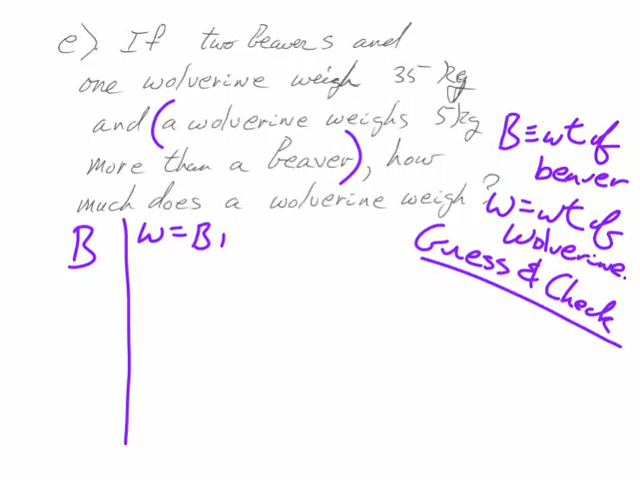 e). If two beavers and
one wolverine weigh 35 kg
and (a wolverine weighs 5 kg
more than a beaver), how
much does a wolverine weigh?
B ≡ wt of
beaver
W = wt of
wolverine.
Guess & Check
B | W = B